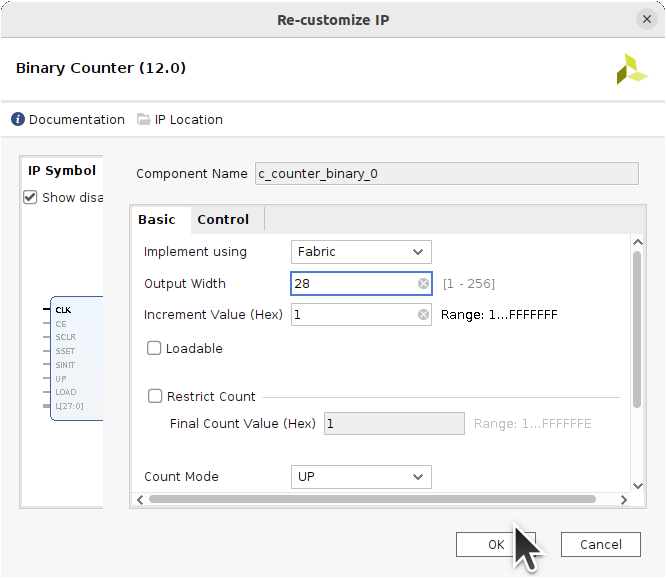 Re-customize IP
Binary Counter (12.0)
Documentation IP Location
IP Symbol
Show disa
Component Name c_counter_binary_0
Basic Control
Implement using Fabric
Output Width 28 [1 - 256]
Increment Value (Hex) 1 Range: 1...FFFFFFF
Loadable
Restrict Count
Final Count Value (Hex) 1 Range: 1...FFFFFFE
Count Mode UP
CLK
CE
SCLR
SSET
SINIT
UP
LOAD
L[27:0]
OK Cancel